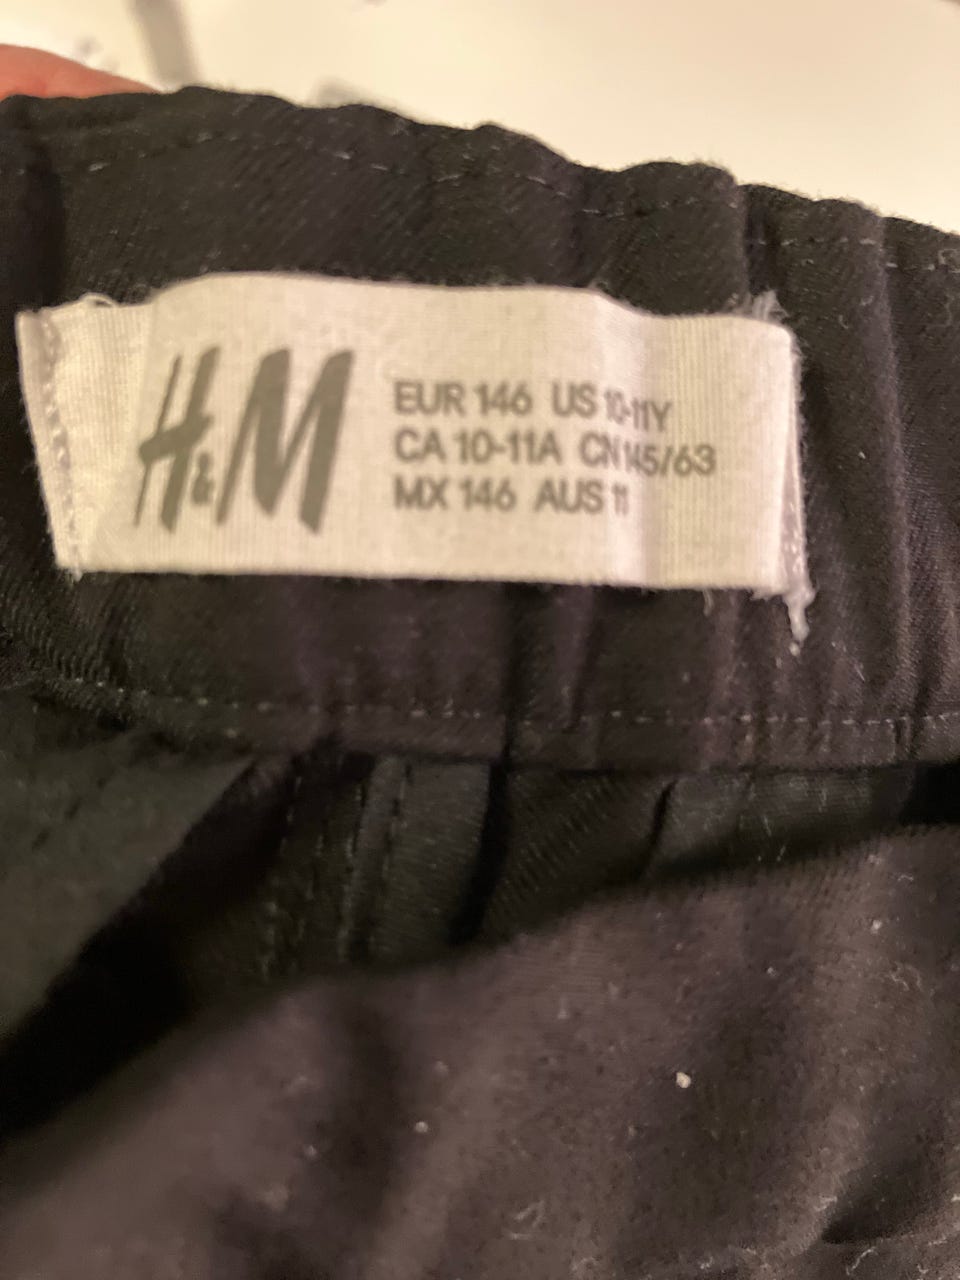 H&M
EUR 146 US 10-11Y
CA 10-11A CN 145/63
MX 146 AUS 11